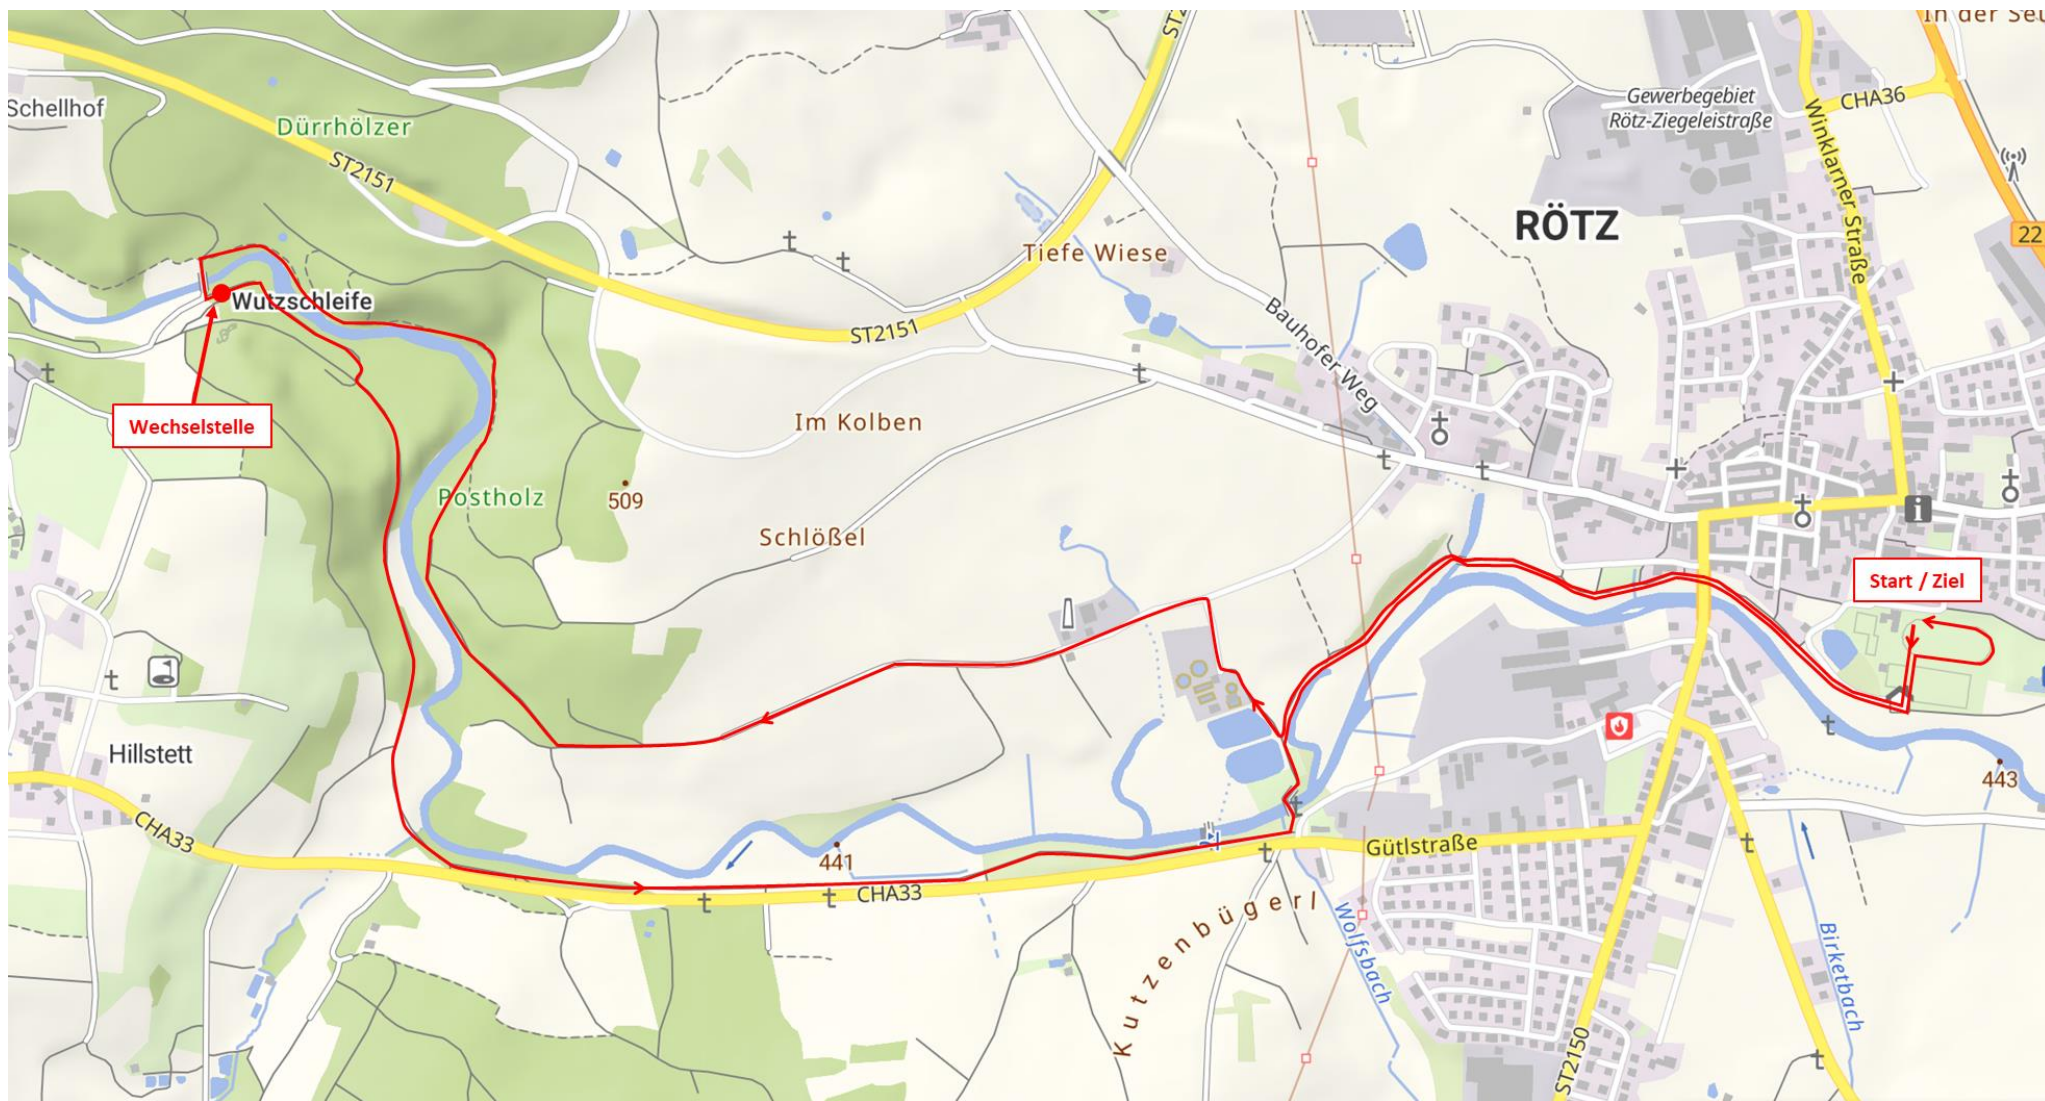 In der Seu
Schellhof
Dürrhölzer
ST2151
ST2
Gewerbegebiet
Rötz-Ziegeleistraße
CHA36
Winklarner Straße
RÖTZ
22
Tiefe Wiese
Wutzschleife
Bauhofer Weg
ST2151
Wechselstelle
Im Kolben
Postholz
509
Schlößel
i
Start / Ziel
Hillstett
443
CHA33
441
Gütlstraße
CHA33
Kutzenbügerl
Wolfsbach
Birketbach
ST2150